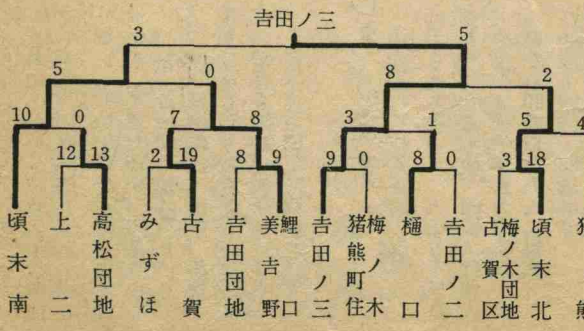 吉田ノ三
3 5
5 0 8 2
10 0 7 8 3 1 5 4
12 13 2 19 8 9 9 0 8 0 3 18
頃末南
上二
高松団地
みずほ
古賀
吉田団地
美吉野
鯉口
吉田ノ三
猪熊町住
梅ノ木
樋口
吉田ノ二
古賀区
梅ノ木団地
頃末北